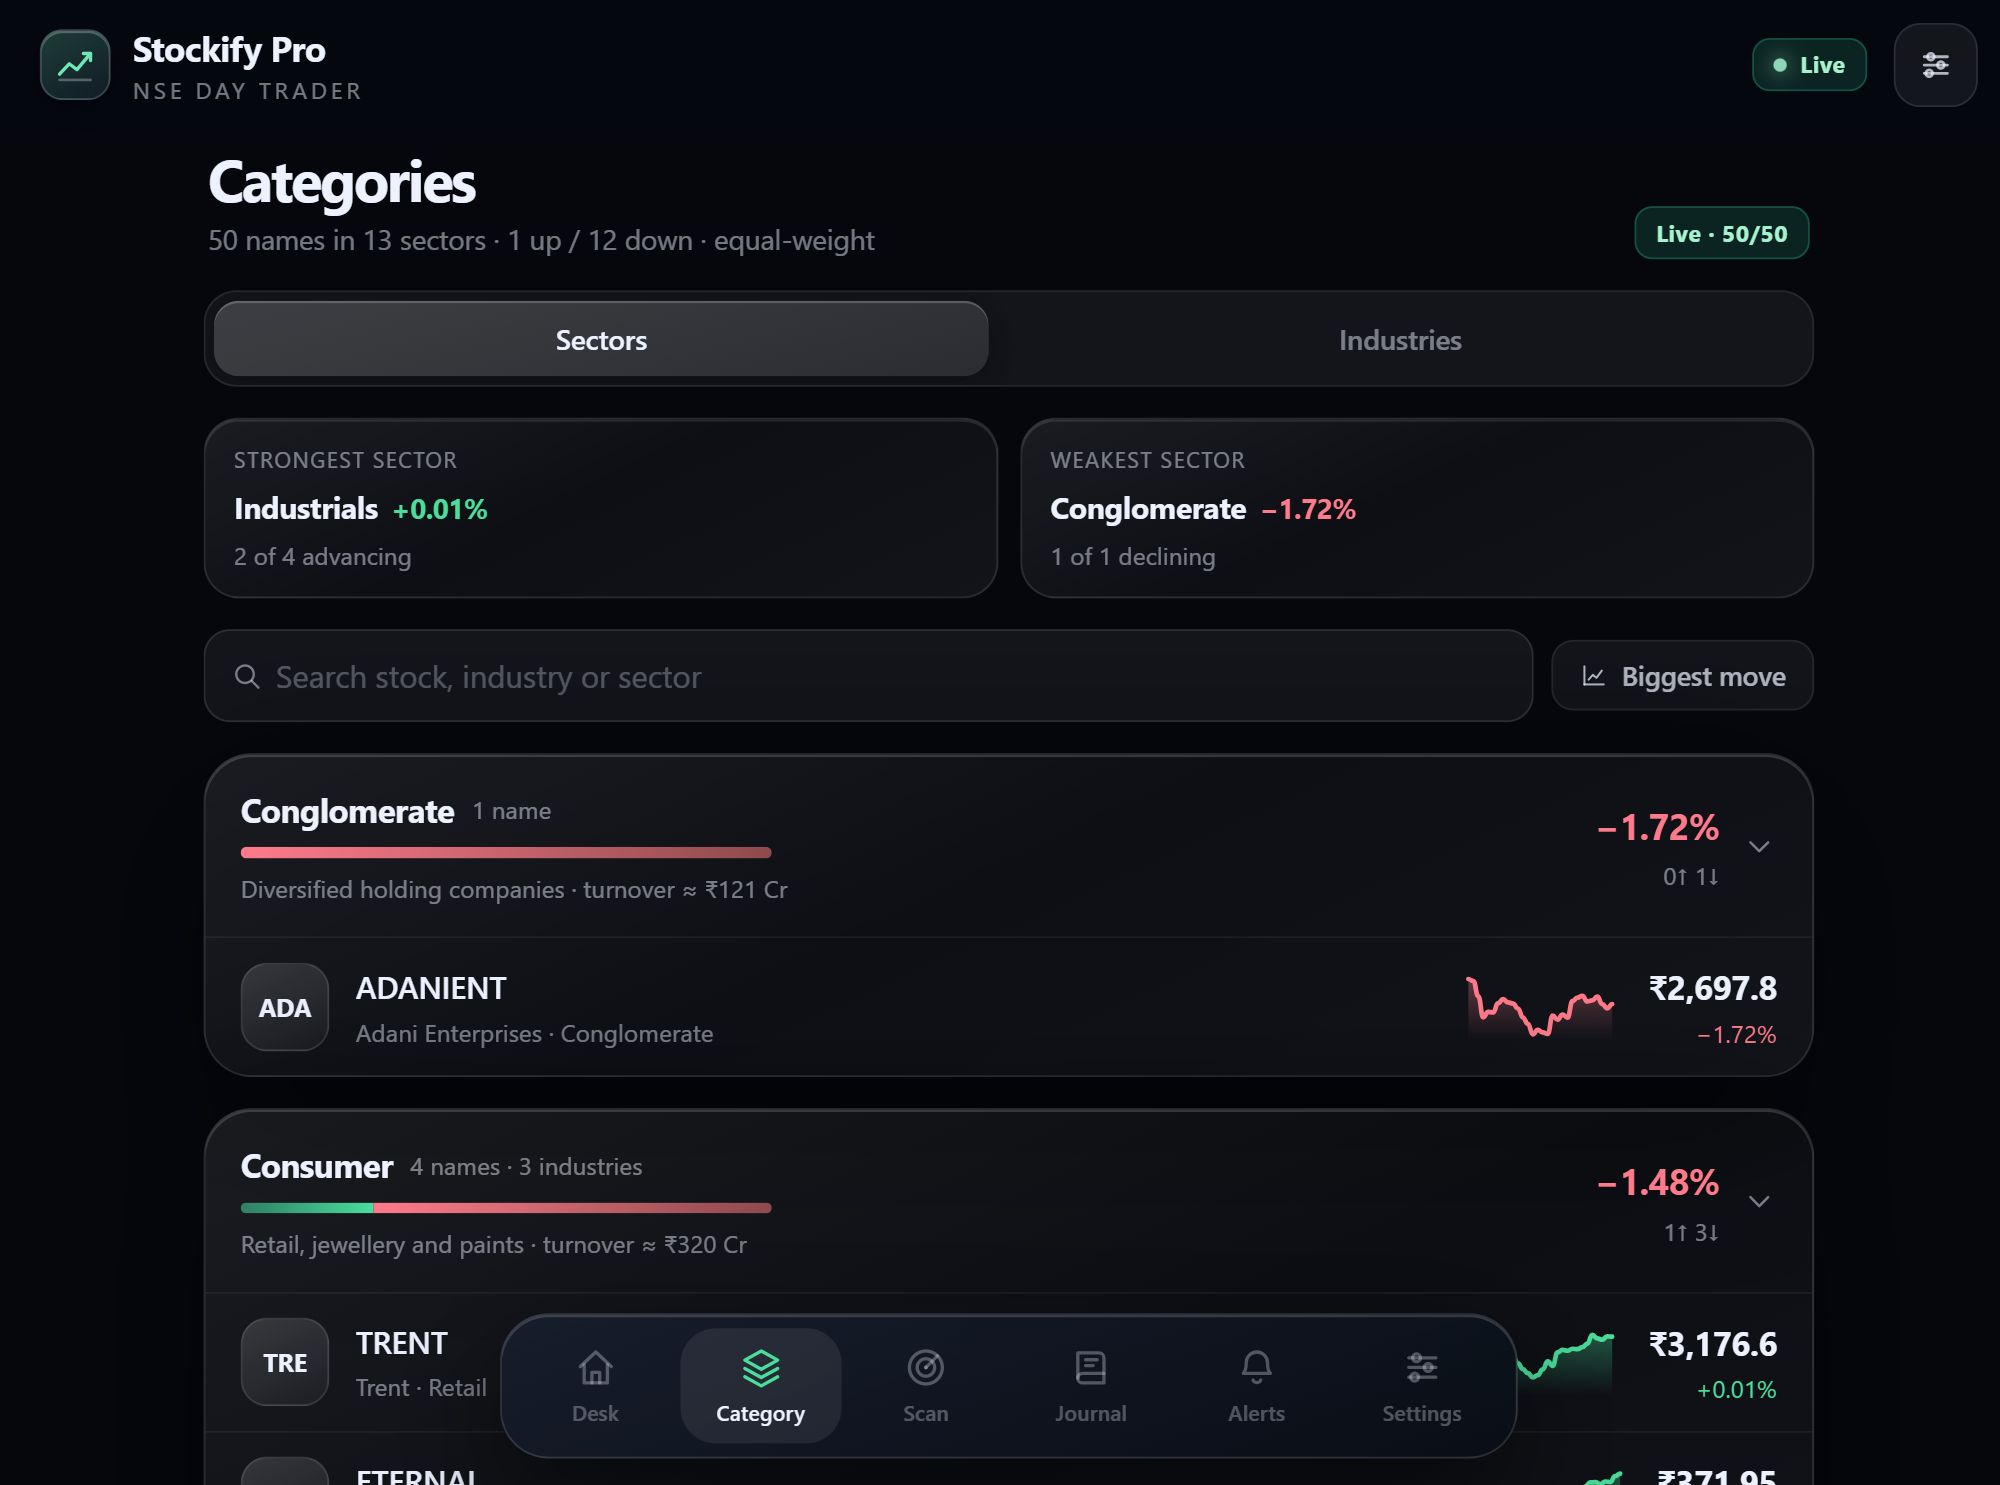 Stockify Pro
NSE DAY TRADER
Live
Categories
50 names in 13 sectors · 1 up / 12 down · equal-weight
Live · 50/50
Sectors
Industries
STRONGEST SECTOR
Industrials +0.01%
2 of 4 advancing
WEAKEST SECTOR
Conglomerate −1.72%
1 of 1 declining
Search stock, industry or sector
Biggest move
Conglomerate 1 name
−1.72%
0↑ 1↓
Diversified holding companies · turnover ≈ ₹121 Cr
ADA
ADANIENT
Adani Enterprises · Conglomerate
₹2,697.8
−1.72%
Consumer 4 names · 3 industries
−1.48%
1↑ 3↓
Retail, jewellery and paints · turnover ≈ ₹320 Cr
TRE
TRENT
Trent · Retail
₹3,176.6
+0.01%
ETERNAL
₹371.95
Desk
Category
Scan
Journal
Alerts
Settings